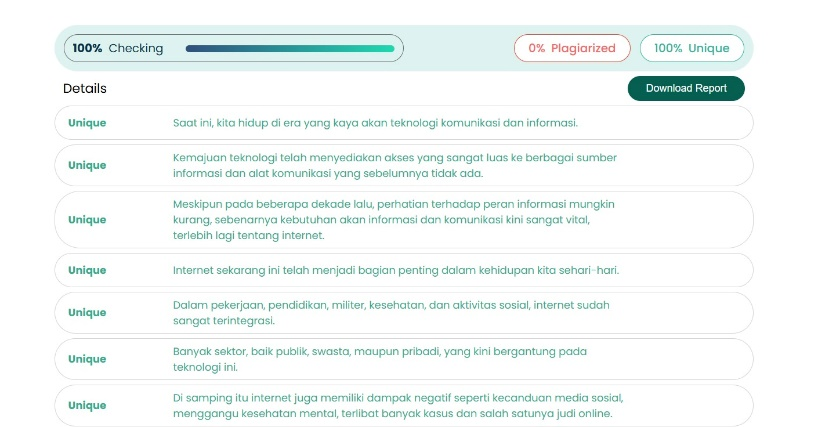 100% Checking
0% Plagiarized
100% Unique
Details
Download Report
Unique
Saat ini, kita hidup di era yang kaya akan teknologi komunikasi dan informasi.
Unique
Kemajuan teknologi telah menyediakan akses yang sangat luas ke berbagai sumber
informasi dan alat komunikasi yang sebelumnya tidak ada.
Unique
Meskipun pada beberapa dekade lalu, perhatian terhadap peran informasi mungkin
kurang, sebenarnya kebutuhan akan informasi dan komunikasi kini sangat vital,
terlebih lagi tentang internet.
Unique
Internet sekarang ini telah menjadi bagian penting dalam kehidupan kita sehari-hari.
Unique
Dalam pekerjaan, pendidikan, militer, kesehatan, dan aktivitas sosial, internet sudah
sangat terintegrasi.
Unique
Banyak sektor, baik publik, swasta, maupun pribadi, yang kini bergantung pada
teknologi ini.
Unique
Di samping itu internet juga memiliki dampak negatif seperti kecanduan media sosial,
menggangu kesehatan mental, terlibat banyak kasus dan salah satunya judi online.